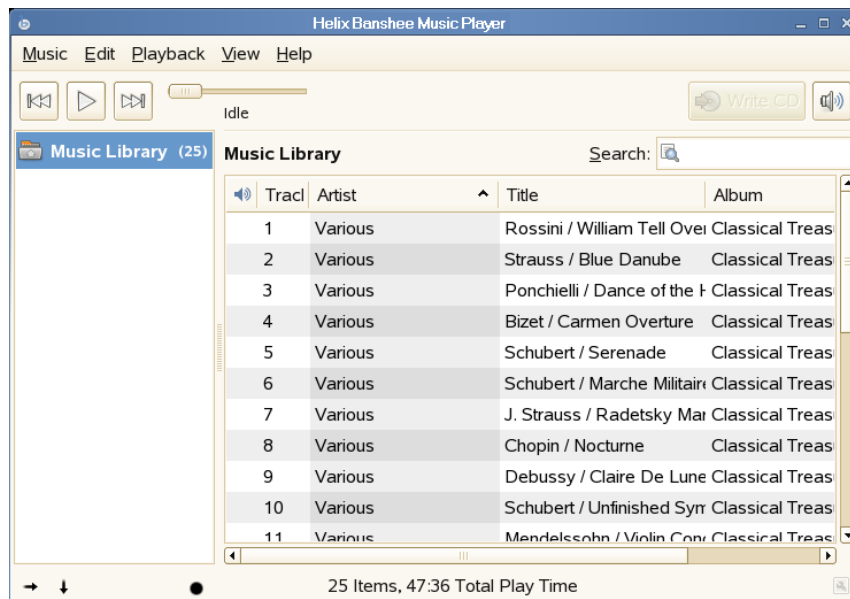 Helix Banshee Music Player
Music Edit Playback View Help
Idle
Write CD
Music Library (25)
Music Library
Search:
Tracl Artist Title Album
1 Various Rossini / William Tell Over Classical Treas
2 Various Strauss / Blue Danube Classical Treas
3 Various Ponchielli / Dance of the H Classical Treas
4 Various Bizet / Carmen Overture Classical Treas
5 Various Schubert / Serenade Classical Treas
6 Various Schubert / Marche Militaire Classical Treas
7 Various J. Strauss / Radetsky Mar Classical Treas
8 Various Chopin / Nocturne Classical Treas
9 Various Debussy / Claire De Lune Classical Treas
10 Various Schubert / Unfinished Sym Classical Treas
11 Various Mendelssohn / Violin Conc Classical Treas
25 Items, 47:36 Total Play Time